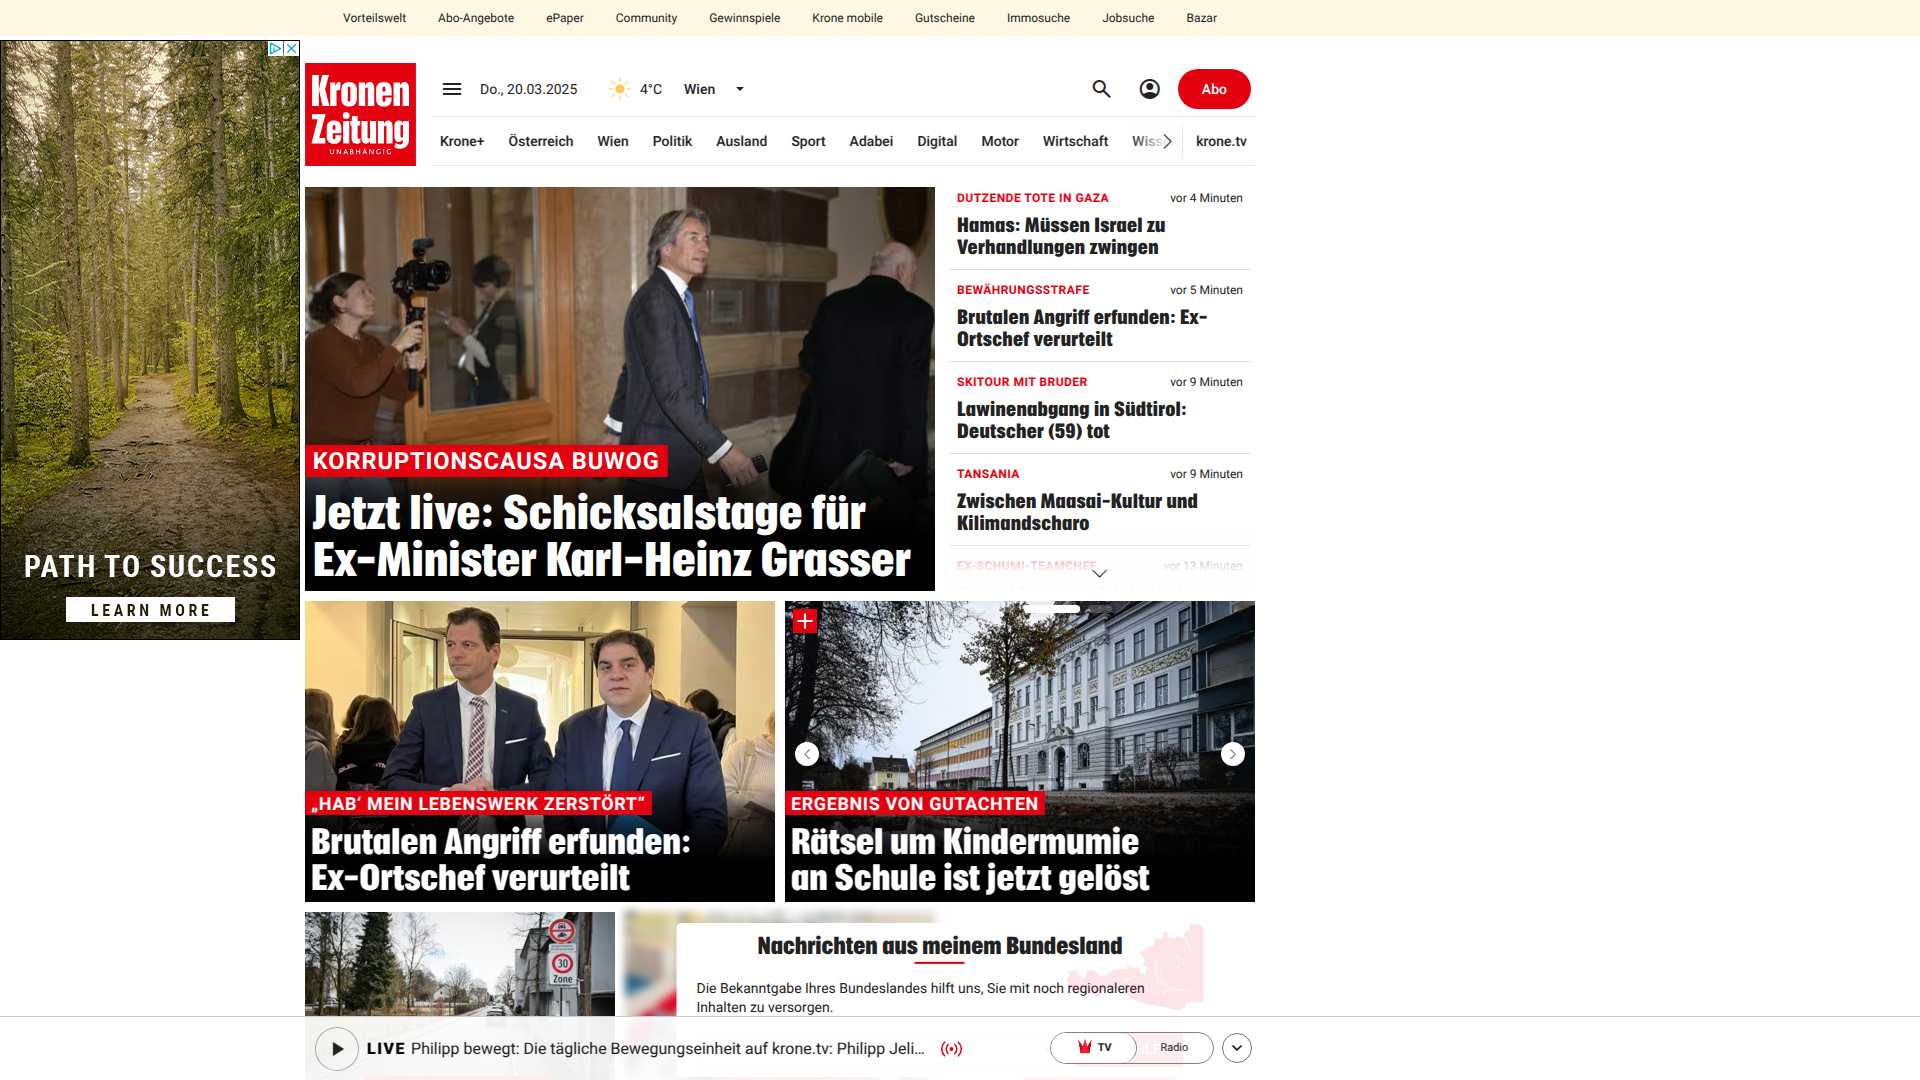 Vorteilswelt Abo-Angebote ePaper Community Gewinnspiele Krone mobile Gutscheine Immosuche Jobsuche Bazar
Kronen
Zeitung
UNABHÄNGIG
Do., 20.03.2025 4°C Wien
Abo
Krone+ Österreich Wien Politik Ausland Sport Adabei Digital Motor Wirtschaft krone.tv
PATH TO SUCCESS
LEARN MORE
KORRUPTIONSCAUSA BUWOG
Jetzt live: Schicksalstage für
Ex-Minister Karl-Heinz Grasser
DUTZENDE TOTE IN GAZA vor 4 Minuten
Hamas: Müssen Israel zu
Verhandlungen zwingen
BEWÄHRUNGSSTRAFE vor 5 Minuten
Brutalen Angriff erfunden: Ex-
Ortschef verurteilt
SKITOUR MIT BRUDER vor 9 Minuten
Lawinenabgang in Südtirol:
Deutscher (59) tot
TANSANIA vor 9 Minuten
Zwischen Maasai-Kultur und
Kilimandscharo
EX-SCHUMI-TEAMCHEF vor 13 Minuten
„HAB’ MEIN LEBENSWERK ZERSTÖRT“
Brutalen Angriff erfunden:
Ex-Ortschef verurteilt
ERGEBNIS VON GUTACHTEN
Rätsel um Kindermumie
an Schule ist jetzt gelöst
30
Zone
Nachrichten aus meinem Bundesland
Die Bekanntgabe Ihres Bundeslandes hilft uns, Sie mit noch regionaleren
Inhalten zu versorgen.
LIVE Philipp bewegt: Die tägliche Bewegungseinheit auf krone.tv: Philipp Jeli...
TV Radio